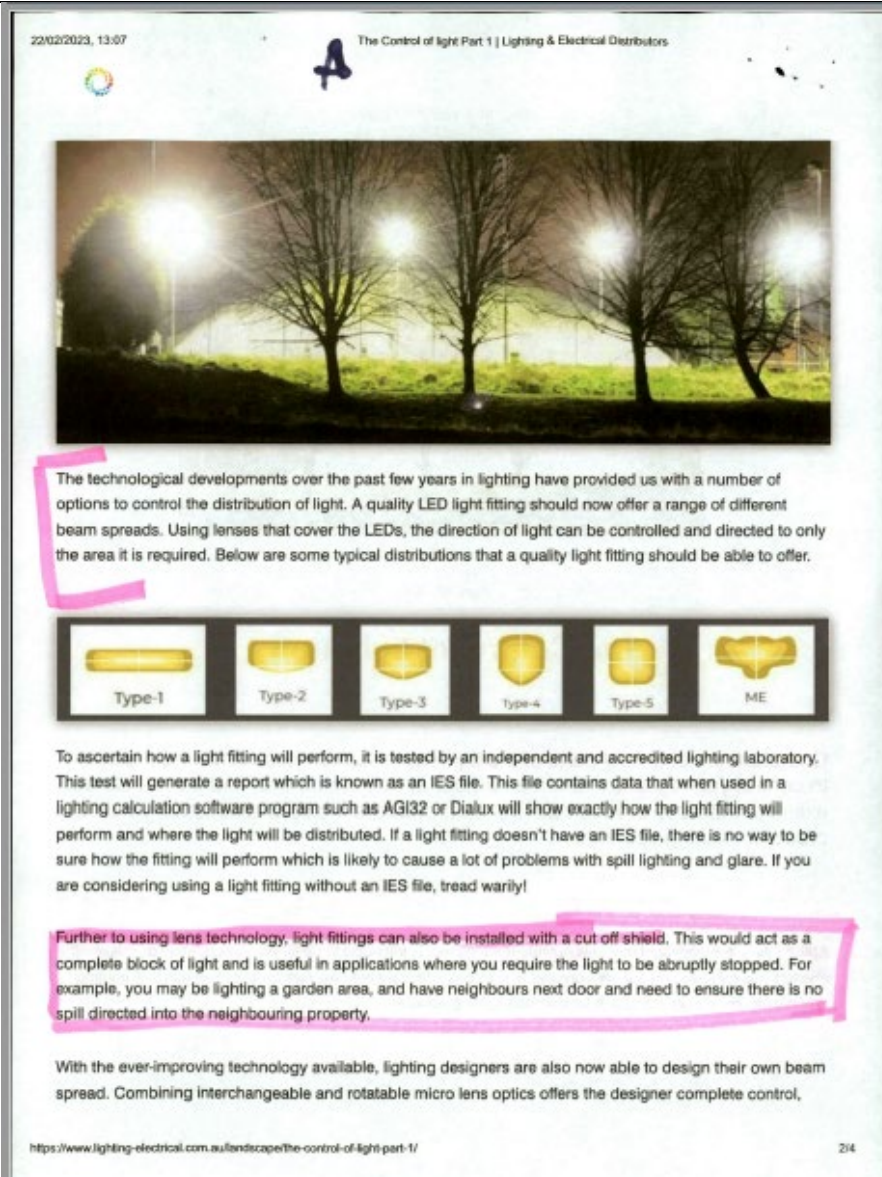 22/02/2023, 13:07
The Control of light Part 1 | Lighting & Electrical Distributors
A
The technological developments over the past few years in lighting have provided us with a number of
options to control the distribution of light. A quality LED light fitting should now offer a range of different
beam spreads. Using lenses that cover the LEDs, the direction of light can be controlled and directed to only
the area it is required. Below are some typical distributions that a quality light fitting should be able to offer.
Type-1 Type-2 Type-3 Type-4 Type-5 ME
To ascertain how a light fitting will perform, it is tested by an independent and accredited lighting laboratory.
This test will generate a report which is known as an IES file. This file contains data that when used in a
lighting calculation software program such as AGI32 or Dialux will show exactly how the light fitting will
perform and where the light will be distributed. If a light fitting doesn't have an IES file, there is no way to be
sure how the fitting will perform which is likely to cause a lot of problems with spill lighting and glare. If you
are considering using a light fitting without an IES file, tread warily!
Further to using lens technology, light fittings can also be installed with a cut off shield. This would act as a
complete block of light and is useful in applications where you require the light to be abruptly stopped. For
example, you may be lighting a garden area, and have neighbours next door and need to ensure there is no
spill directed into the neighbouring property.
With the ever-improving technology available, lighting designers are also now able to design their own beam
spread. Combining interchangeable and rotatable micro lens optics offers the designer complete control,
https://www.lighting-electrical.com.au/landscape/the-control-of-light-part-1/
2/4